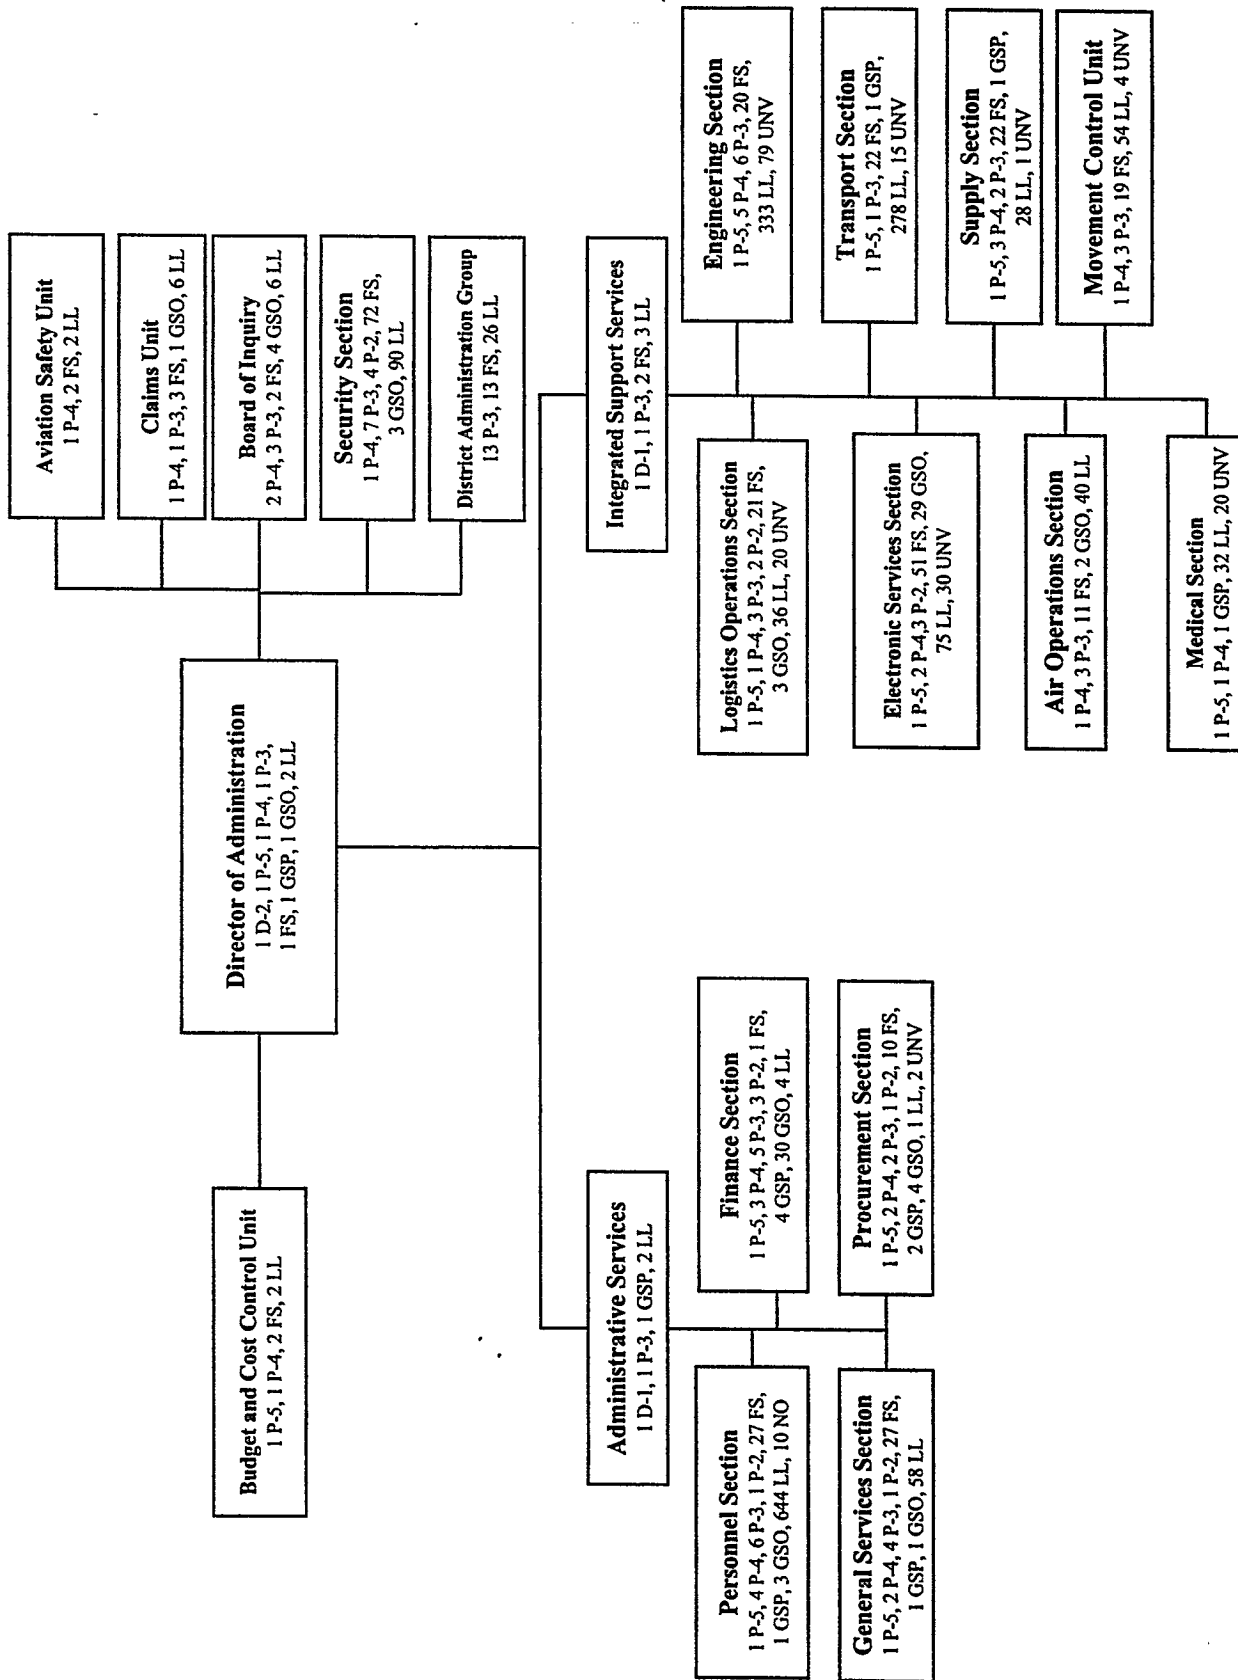 Director of Administration
1 D-2, 1 P-5, 1 P-4, 1 P-3,
1 FS, 1 GSP, 1 GSO, 2 LL
Budget and Cost Control Unit
1 P-5, 1 P-4, 2 FS, 2 LL
Aviation Safety Unit
1 P-4, 2 FS, 2 LL
Claims Unit
1 P-4, 1 P-3, 3 FS, 1 GSO, 6 LL
Board of Inquiry
2 P-4, 3 P-3, 2 FS, 4 GSO, 6 LL
Security Section
1 P-4, 7 P-3, 4 P-2, 72 FS,
3 GSO, 90 LL
District Administration Group
13 P-3, 13 FS, 26 LL
Administrative Services
1 D-1, 1 P-3, 1 GSP, 2 LL
Personnel Section
1 P-5, 4 P-4, 6 P-3, 1 P-2, 27 FS,
1 GSP, 3 GSO, 644 LL, 10 NO
Finance Section
1 P-5, 3 P-4, 5 P-3, 3 P-2, 1 FS,
4 GSP, 30 GSO, 4 LL
General Services Section
1 P-5, 2 P-4, 4 P-3, 1 P-2, 27 FS,
1 GSP, 1 GSO, 58 LL
Procurement Section
1 P-5, 2 P-4, 2 P-3, 1 P-2, 10 FS,
2 GSP, 4 GSO, 1 LL, 2 UNV
Integrated Support Services
1 D-1, 1 P-3, 2 FS, 3 LL
Logistics Operations Section
1 P-5, 1 P-4, 3 P-3, 2 P-2, 21 FS,
3 GSO, 36 LL, 20 UNV
Engineering Section
1 P-5, 5 P-4, 6 P-3, 20 FS,
333 LL, 79 UNV
Electronic Services Section
1 P-5, 2 P-4,3 P-2, 51 FS, 29 GSO,
75 LL, 30 UNV
Transport Section
1 P-5, 1 P-3, 22 FS, 1 GSP,
278 LL, 15 UNV
Air Operations Section
1 P-4, 3 P-3, 11 FS, 2 GSO, 40 LL
Supply Section
1 P-5, 3 P-4, 2 P-3, 22 FS, 1 GSP,
28 LL, 1 UNV
Medical Section
1 P-5, 1 P-4, 1 GSP, 32 LL, 20 UNV
Movement Control Unit
1 P-4, 3 P-3, 19 FS, 54 LL, 4 UNV